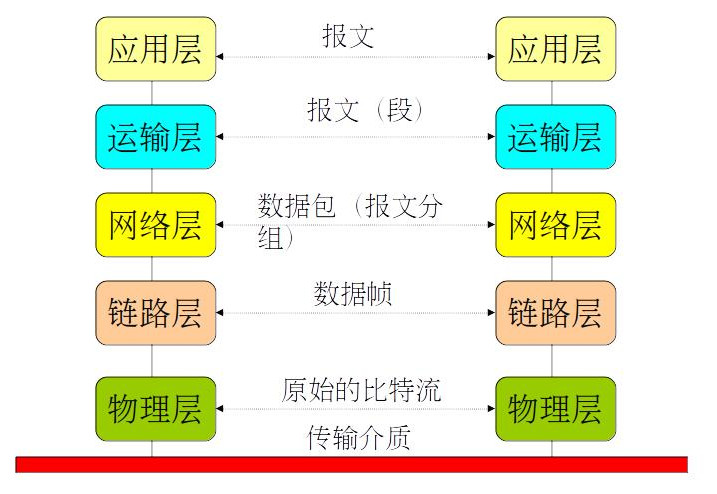 应用层 报文 应用层
运输层 报文（段） 运输层
网络层 数据包（报文分 网络层
组）
链路层 数据帧 链路层
物理层 原始的比特流 物理层
传输介质